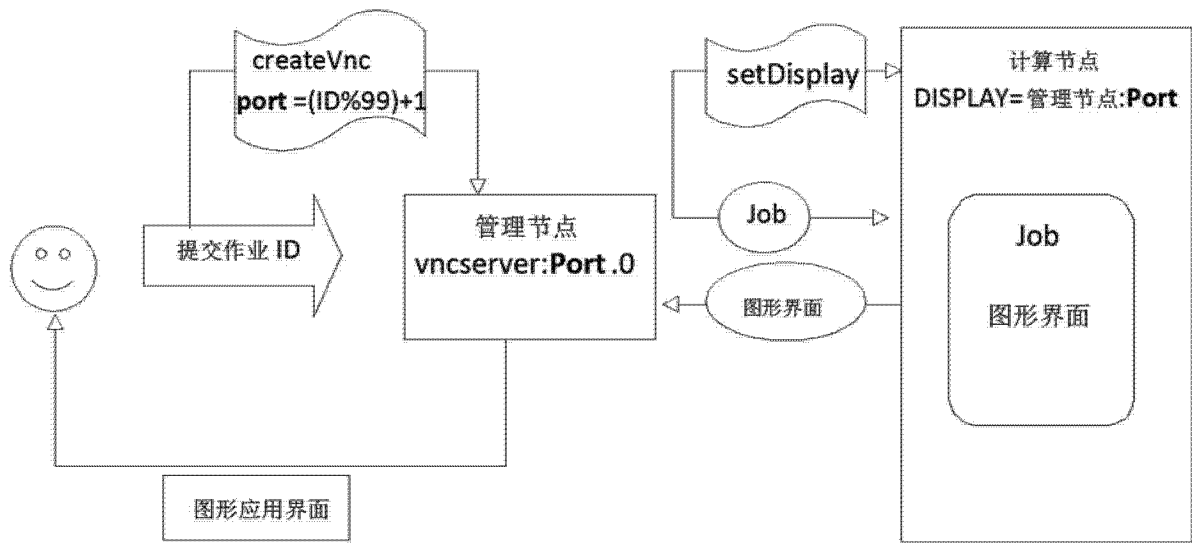 createVnc
port =(ID%99)+1
提交作业 ID
管理节点
vncserver:Port .0
setDisplay
Job
图形界面
计算节点
DISPLAY=管理节点:Port
Job
图形界面
图形应用界面